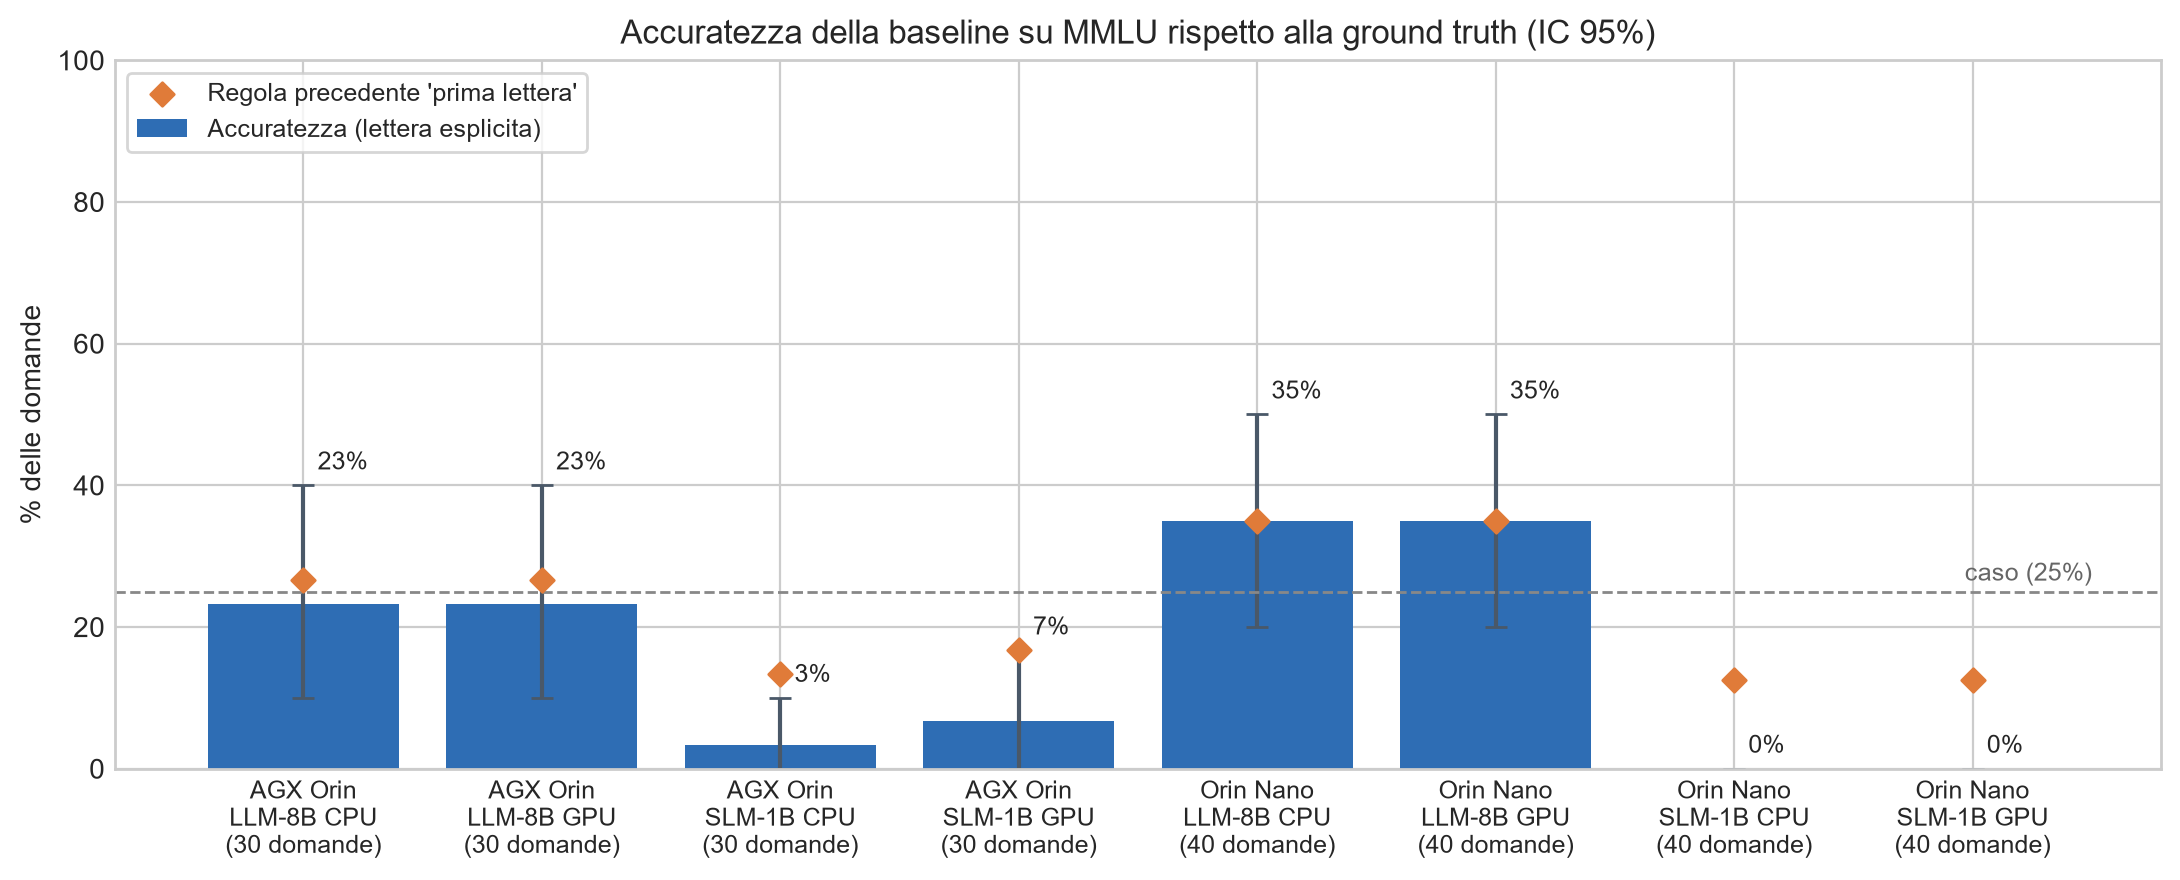 Accuratezza della baseline su MMLU rispetto alla ground truth (IC 95%)
Regola precedente 'prima lettera'
Accuratezza (lettera esplicita)
% delle domande
100
80
60
40
20
0
23%
23%
3%
7%
35%
35%
0%
0%
caso (25%)
AGX Orin
LLM-8B CPU
(30 domande)
AGX Orin
LLM-8B GPU
(30 domande)
AGX Orin
SLM-1B CPU
(30 domande)
AGX Orin
SLM-1B GPU
(30 domande)
Orin Nano
LLM-8B CPU
(40 domande)
Orin Nano
LLM-8B GPU
(40 domande)
Orin Nano
SLM-1B CPU
(40 domande)
Orin Nano
SLM-1B GPU
(40 domande)